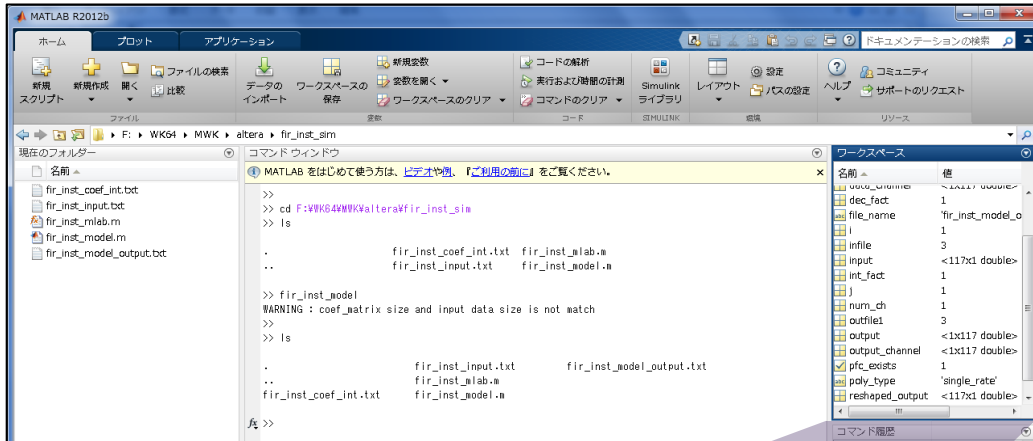 MATLAB R2012b
ホーム
プロット
アプリケーション
ドキュメンテーションの検索
新規
スクリプト
新規作成
開く
ファイルの検索
比較
ファイル
データの
インポート
ワークスペースの
保存
新規変数
変数を開く
ワークスペースのクリア
変数
コードの解析
実行および時間の計測
コマンドのクリア
コード
Simulink
ライブラリ
SIMULINK
レイアウト
設定
パスの設定
環境
ヘルプ
コミュニティ
サポートのリクエスト
リソース
F: ▸ WK64 ▸ MWK ▸ altera ▸ fir_inst_sim
現在のフォルダー
名前
fir_inst_coef_int.txt
fir_inst_input.txt
fir_inst_mlab.m
fir_inst_model.m
fir_inst_model_output.txt
コマンド ウィンドウ
MATLAB をはじめて使う方は、ビデオや例、『ご利用の前に』をご覧ください。
>>
>> cd F:¥WK64¥MWK¥altera¥fir_inst_sim
>> ls
. fir_inst_coef_int.txt fir_inst_mlab.m
.. fir_inst_input.txt fir_inst_model.m
>> fir_inst_model
WARNING : coef_matrix size and input data size is not match
>>
>> ls
. fir_inst_input.txt fir_inst_model_output.txt
.. fir_inst_mlab.m
fir_inst_coef_int.txt fir_inst_model.m
fx >>
ワークスペース
名前 値
data_channel <1x117 double>
dec_fact 1
file_name 'fir_inst_model_o
i 1
infile 3
input <117x1 double>
int_fact 1
j 1
num_ch 1
outfile1 3
output <1x117 double>
output_channel <1x117 double>
pfc_exists 1
poly_type 'single_rate'
reshaped_output <117x1 double>
コマンド履歴